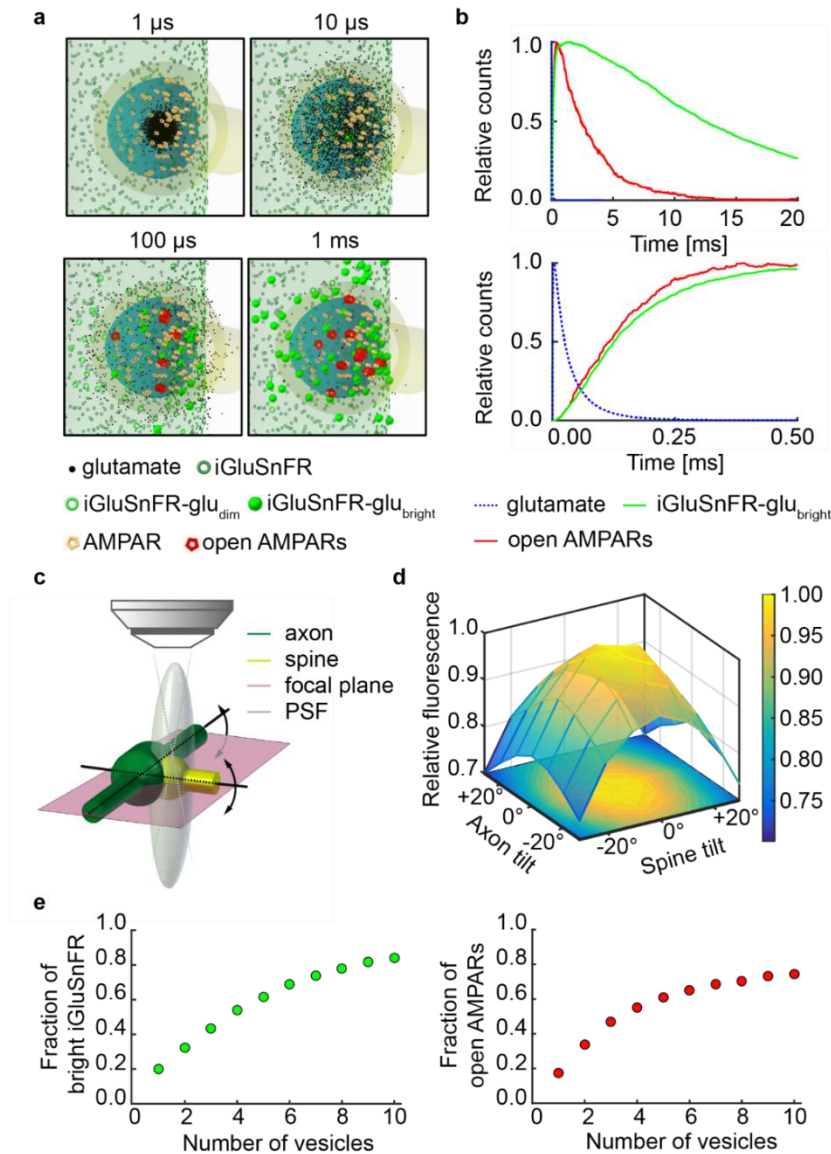 a
1 µs
10 µs
100 µs
1 ms
glutamate
iGluSnFR
iGluSnFR-glu_dim
iGluSnFR-glu_bright
AMPAR
open AMPARs
b
Relative counts
1.0
0.5
0.0
0
5
10
15
20
Time [ms]
Relative counts
1.0
0.5
0
0.00
0.25
0.50
Time [ms]
glutamate
iGluSnFR-glu_bright
open AMPARs
c
axon
spine
focal plane
PSF
d
Relative fluorescence
1.0
0.9
0.8
0.7
+20°
0°
-20°
Axon tilt
-20°
0°
+20°
Spine tilt
1.00
0.95
0.90
0.85
0.80
0.75
e
Fraction of
bright iGluSnFR
1.0
0.8
0.6
0.4
0.2
0.0
0
2
4
6
8
10
Number of vesicles
Fraction of
open AMPARs
1.0
0.8
0.6
0.4
0.2
0.0
0
2
4
6
8
10
Number of vesicles